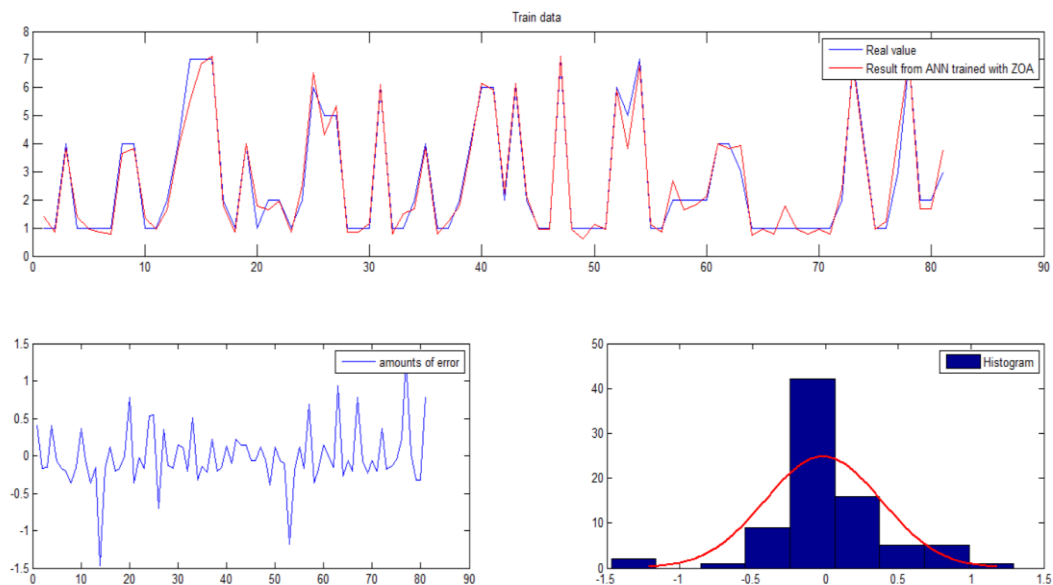 Train data
8
7
6
5
4
3
2
1
0
Real value
Result from ANN trained with ZOA
0 10 20 30 40 50 60 70 80 90
1.5
1
0.5
0
-0.5
-1
-1.5
amounts of error
0 10 20 30 40 50 60 70 80 90
50
40
30
20
10
0
Histogram
-1.5 -1 -0.5 0 0.5 1 1.5